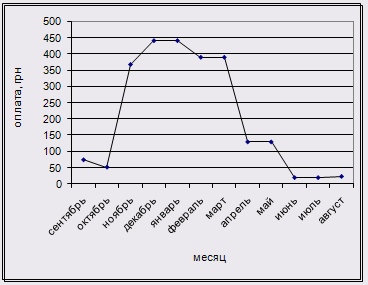 500
450
400
350
300
250
200
150
100
50
0
оплата, грн
сентябрь
октябрь
ноябрь
декабрь
январь
февраль
март
апрель
май
июнь
июль
август
месяц